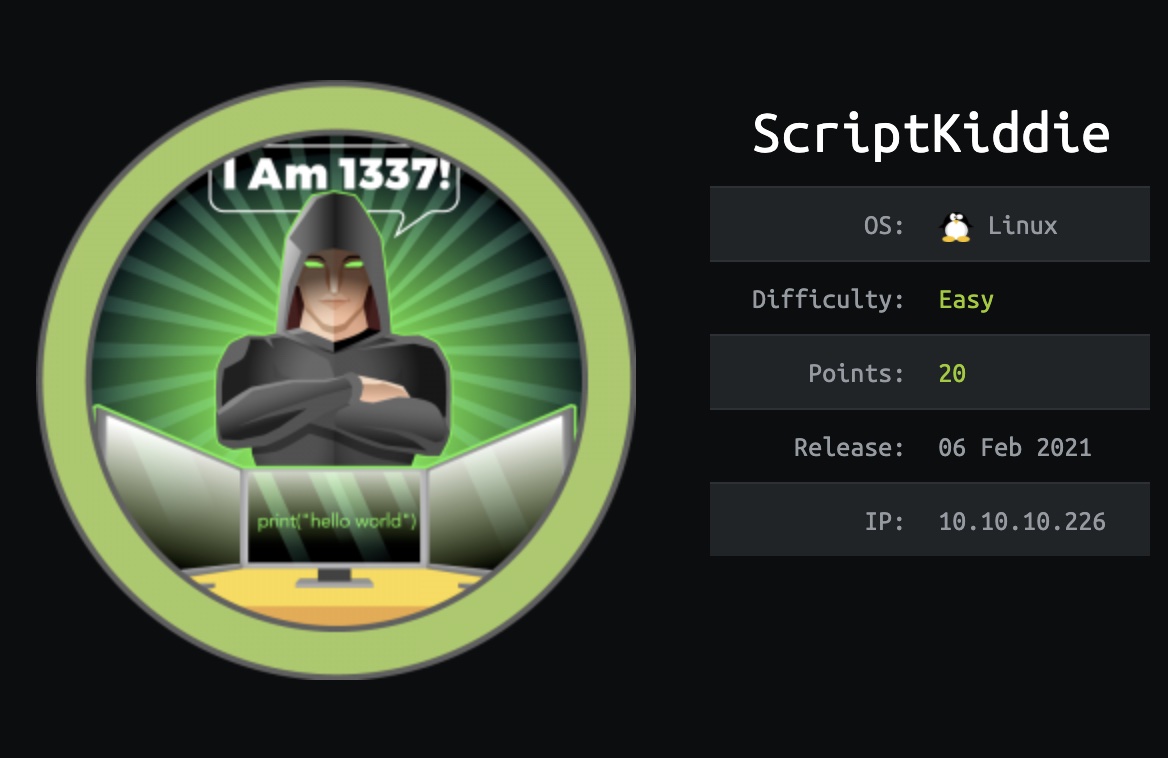 I Am 1337!
print("hello world")
ScriptKiddie
OS: Linux
Difficulty: Easy
Points: 20
Release: 06 Feb 2021
IP: 10.10.10.226